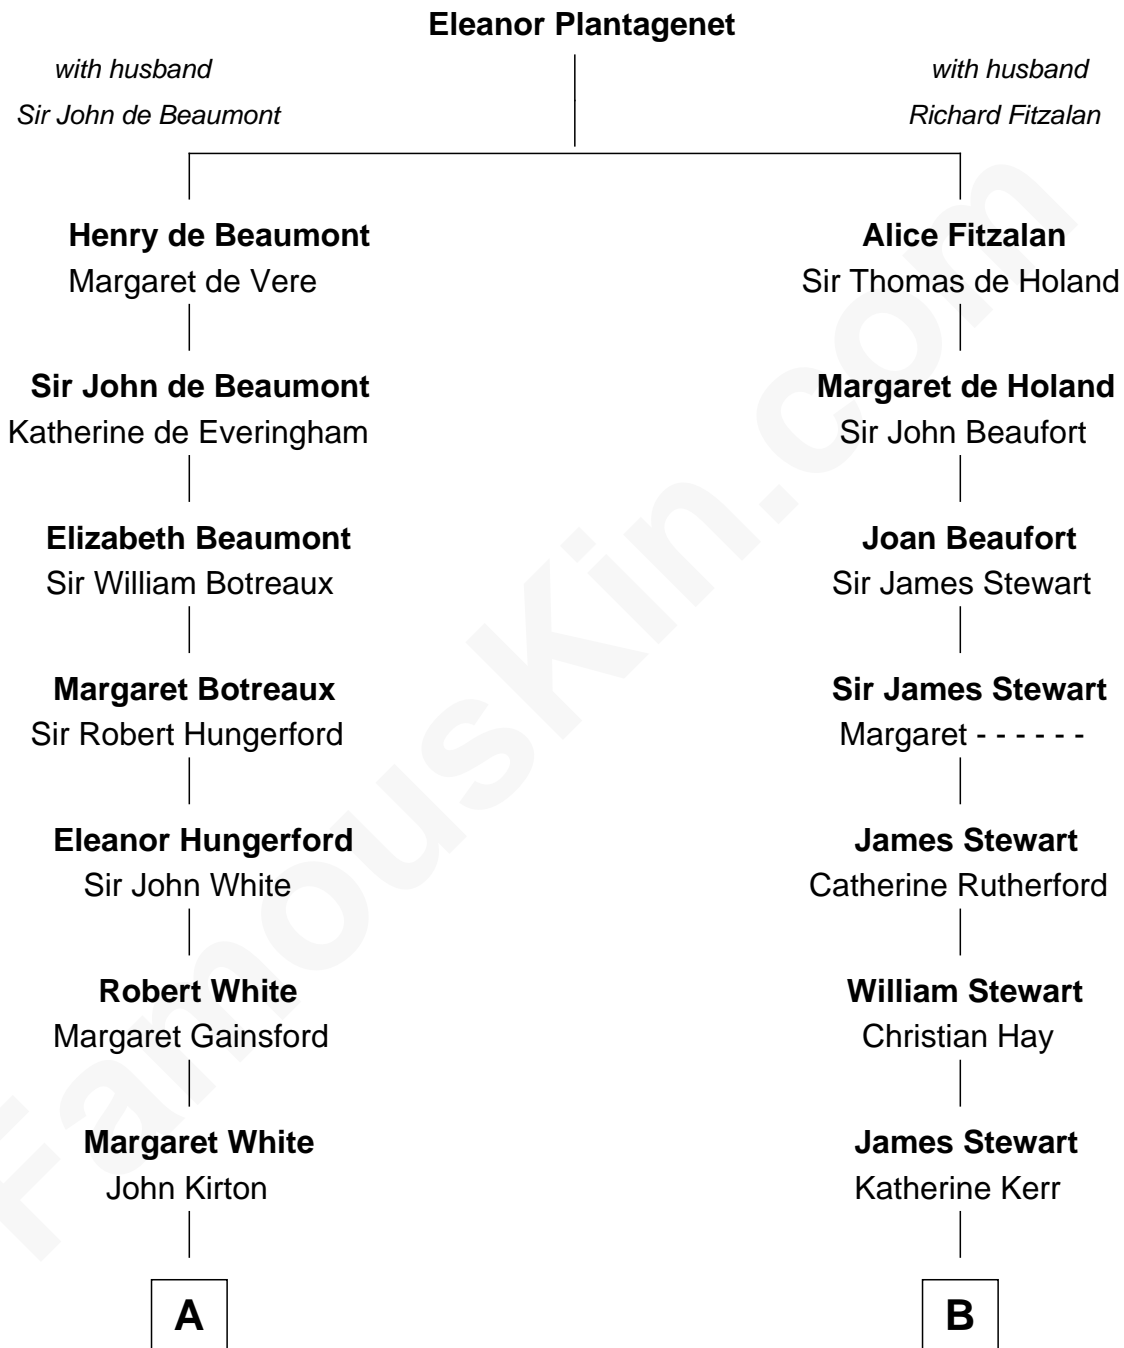 Eleanor Plantagenet
with husband
Sir John de Beaumont
with husband
Richard Fitzalan
Henry de Beaumont
Margaret de Vere
Alice Fitzalan
Sir Thomas de Holand
Sir John de Beaumont
Katherine de Everingham
Margaret de Holand
Sir John Beaufort
Elizabeth Beaumont
Sir William Botreaux
Joan Beaufort
Sir James Stewart
Margaret Botreaux
Sir Robert Hungerford
Sir James Stewart
Margaret - - - - - -
Eleanor Hungerford
Sir John White
James Stewart
Catherine Rutherford
Robert White
Margaret Gainsford
William Stewart
Christian Hay
Margaret White
John Kirton
James Stewart
Katherine Kerr
A
B
FamousKin.com